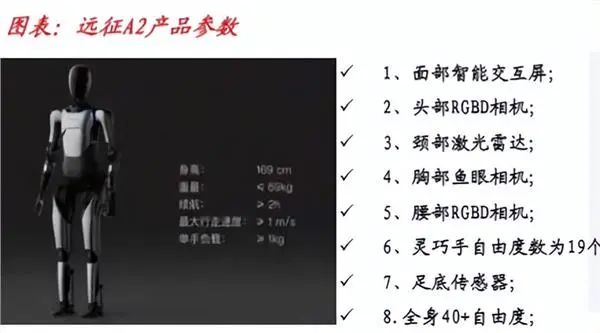 图表：远征A2产品参数
身高： 169 cm
重量： ≤69kg
续航： ≥2h
最大行走速度：≥1m/s
单手负载： ≥1kg
✓ 1、面部智能交互屏;
✓ 2、头部RGBD相机;
✓ 3、颈部激光雷达;
✓ 4、胸部鱼眼相机;
✓ 5、腰部RGBD相机;
✓ 6、灵巧手自由度数为19个
✓ 7、足底传感器;
✓ 8.全身40+自由度;